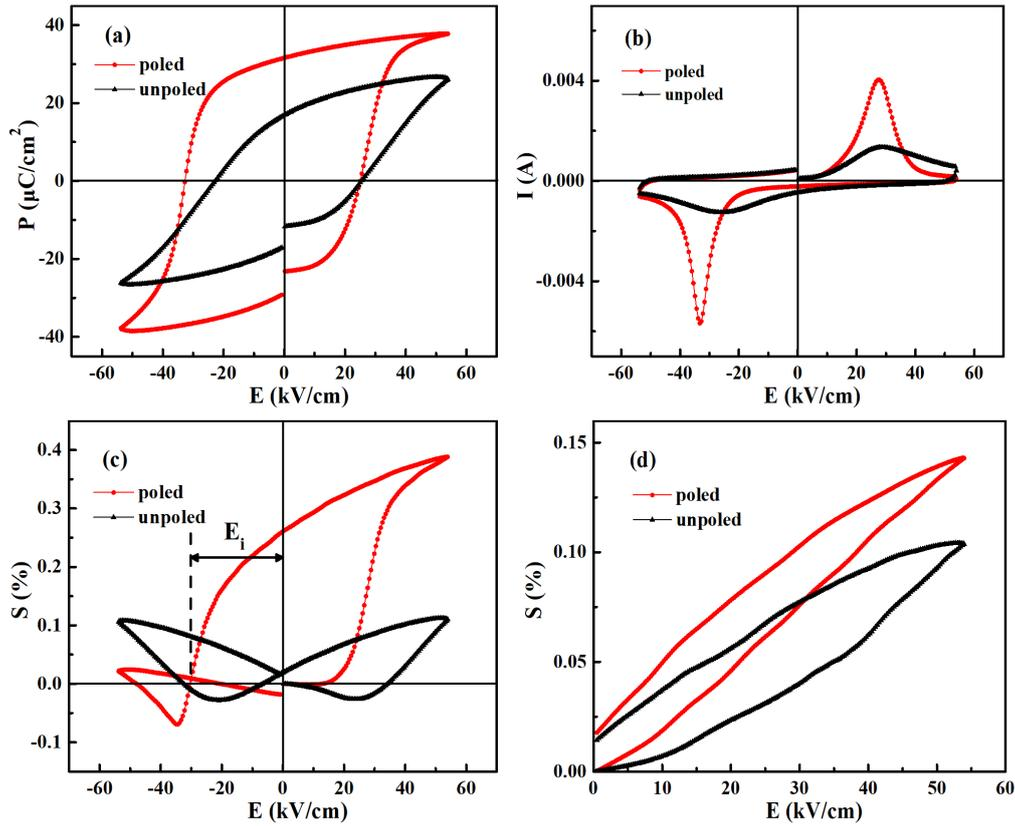 (a)
poled
unpoled
40
20
0
-20
-40
P (μC/cm²)
-60 -40 -20 0 20 40 60
E (kV/cm)
(b)
poled
unpoled
0.004
0.000
-0.004
I (A)
-60 -40 -20 0 20 40 60
E (kV/cm)
(c)
poled
unpoled
Ei
0.4
0.3
0.2
0.1
0.0
-0.1
S (%)
-60 -40 -20 0 20 40 60
E (kV/cm)
(d)
poled
unpoled
0.15
0.10
0.05
0.00
S (%)
0 10 20 30 40 50 60
E (kV/cm)